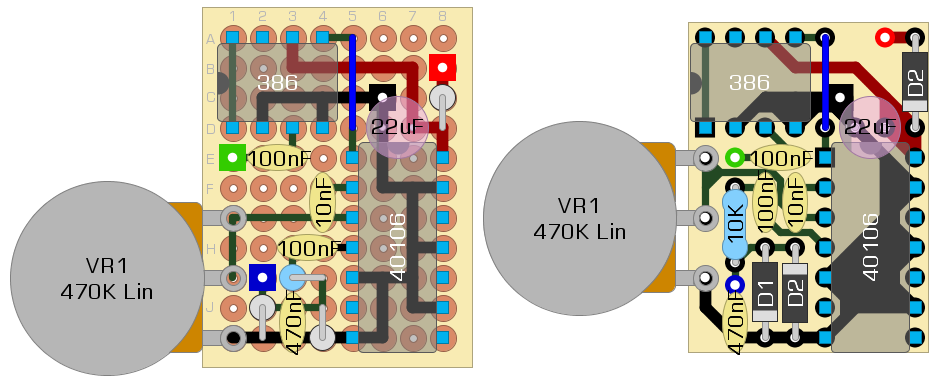 1 2 3 4 5 6 7 8
A
B
C
D
E
F
G
H
I
J
K
386
22uF
100nF
10nF
40106
100nF
470nF
VR1
470K Lin
386
D2
22uF
100nF
100nF
10nF
10K
40106
D1
D2
470nF
VR1
470K Lin